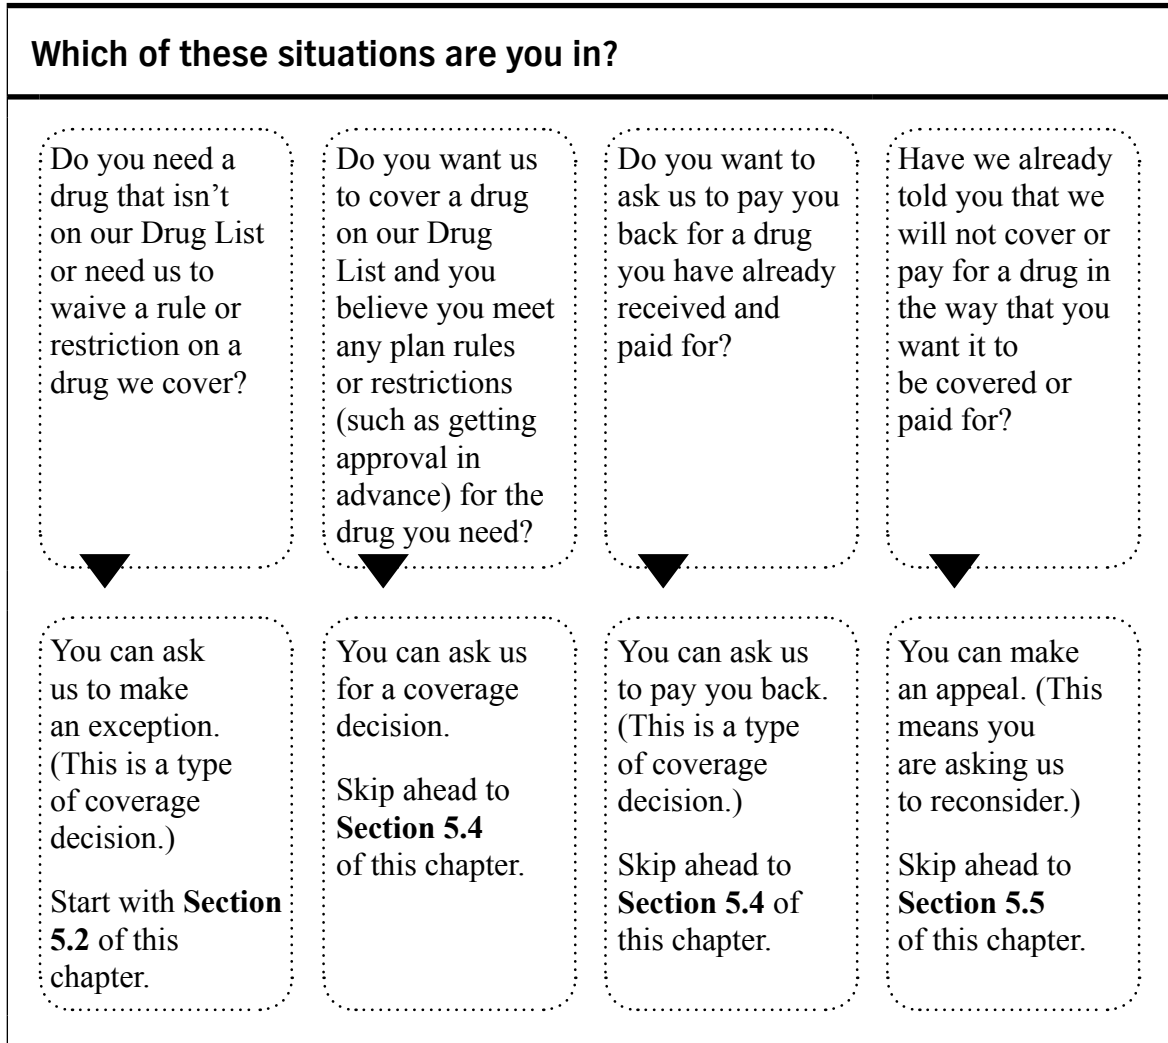 Which of these situations are you in?
Do you need a
drug that isn’t
on our Drug List
or need us to
waive a rule or
restriction on a
drug we cover?
Do you want us
to cover a drug
on our Drug
List and you
believe you meet
any plan rules
or restrictions
(such as getting
approval in
advance) for the
drug you need?
Do you want to
ask us to pay you
back for a drug
you have already
received and
paid for?
Have we already
told you that we
will not cover or
pay for a drug in
the way that you
want it to
be covered or
paid for?
You can ask
us to make
an exception.
(This is a type
of coverage
decision.)
Start with Section
5.2 of this
chapter.
You can ask us
for a coverage
decision.
Skip ahead to
Section 5.4
of this chapter.
You can ask us
to pay you back.
(This is a type
of coverage
decision.)
Skip ahead to
Section 5.4 of
this chapter.
You can make
an appeal. (This
means you
are asking us
to reconsider.)
Skip ahead to
Section 5.5
of this chapter.